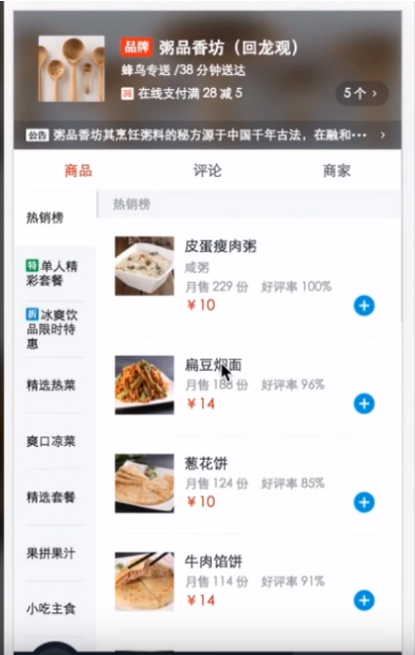 品牌 粥品香坊（回龙观）
蜂鸟专送 /38 分钟送达
减 在线支付满 28 减 5
5 个 >
公告 粥品香坊其烹饪粥料的秘方源于中国千年古法，在融和··· >
商品 评论 商家
热销榜
特 单人精
彩套餐
折 冰爽饮
品限时特
惠
精选热菜
爽口凉菜
精选套餐
果拼果汁
小吃主食
热销榜
皮蛋瘦肉粥
咸粥
月售 229 份 好评率 100%
￥10
扁豆焖面
月售 188 份 好评率 96%
￥14
葱花饼
月售 124 份 好评率 85%
￥10
牛肉馅饼
月售 114 份 好评率 91%
￥14